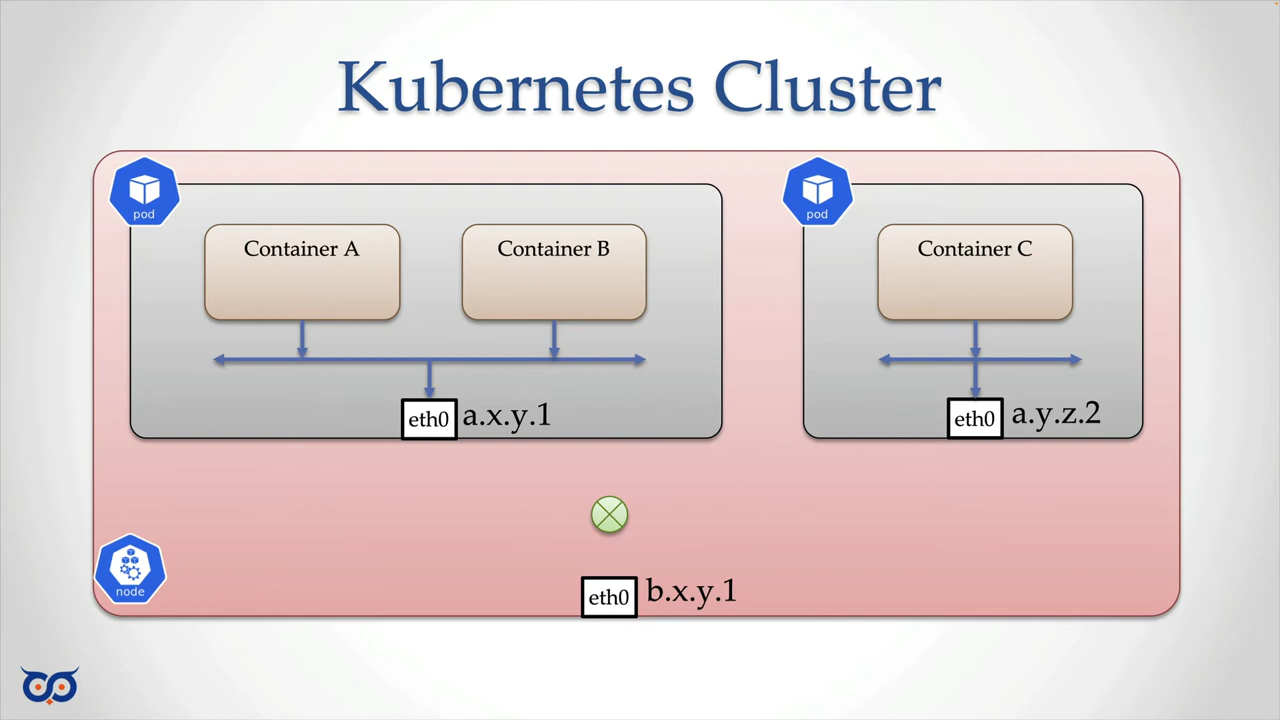 Kubernetes Cluster
pod
pod
Container A
Container B
Container C
eth0 a.x.y.1
eth0 a.y.z.2
node
eth0 b.x.y.1